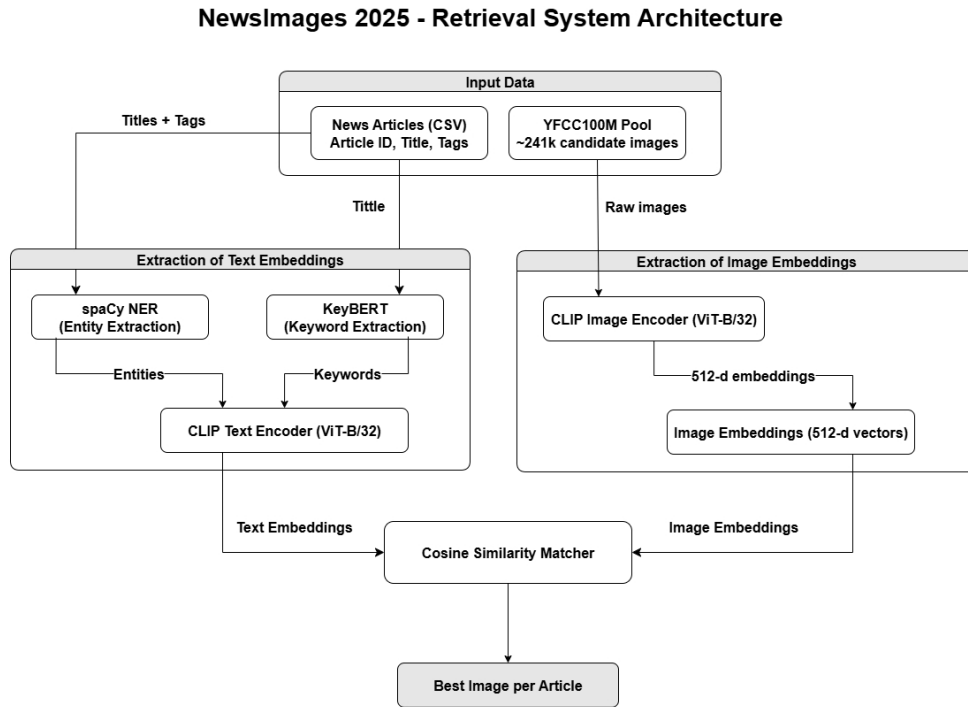 NewsImages 2025 - Retrieval System Architecture
Input Data
Titles + Tags
News Articles (CSV)
Article ID, Title, Tags
YFCC100M Pool
~241k candidate images
Tittle
Raw images
Extraction of Text Embeddings
Extraction of Image Embeddings
spaCy NER
(Entity Extraction)
KeyBERT
(Keyword Extraction)
CLIP Image Encoder (ViT-B/32)
Entities
Keywords
512-d embeddings
CLIP Text Encoder (ViT-B/32)
Image Embeddings (512-d vectors)
Text Embeddings
Image Embeddings
Cosine Similarity Matcher
Best Image per Article